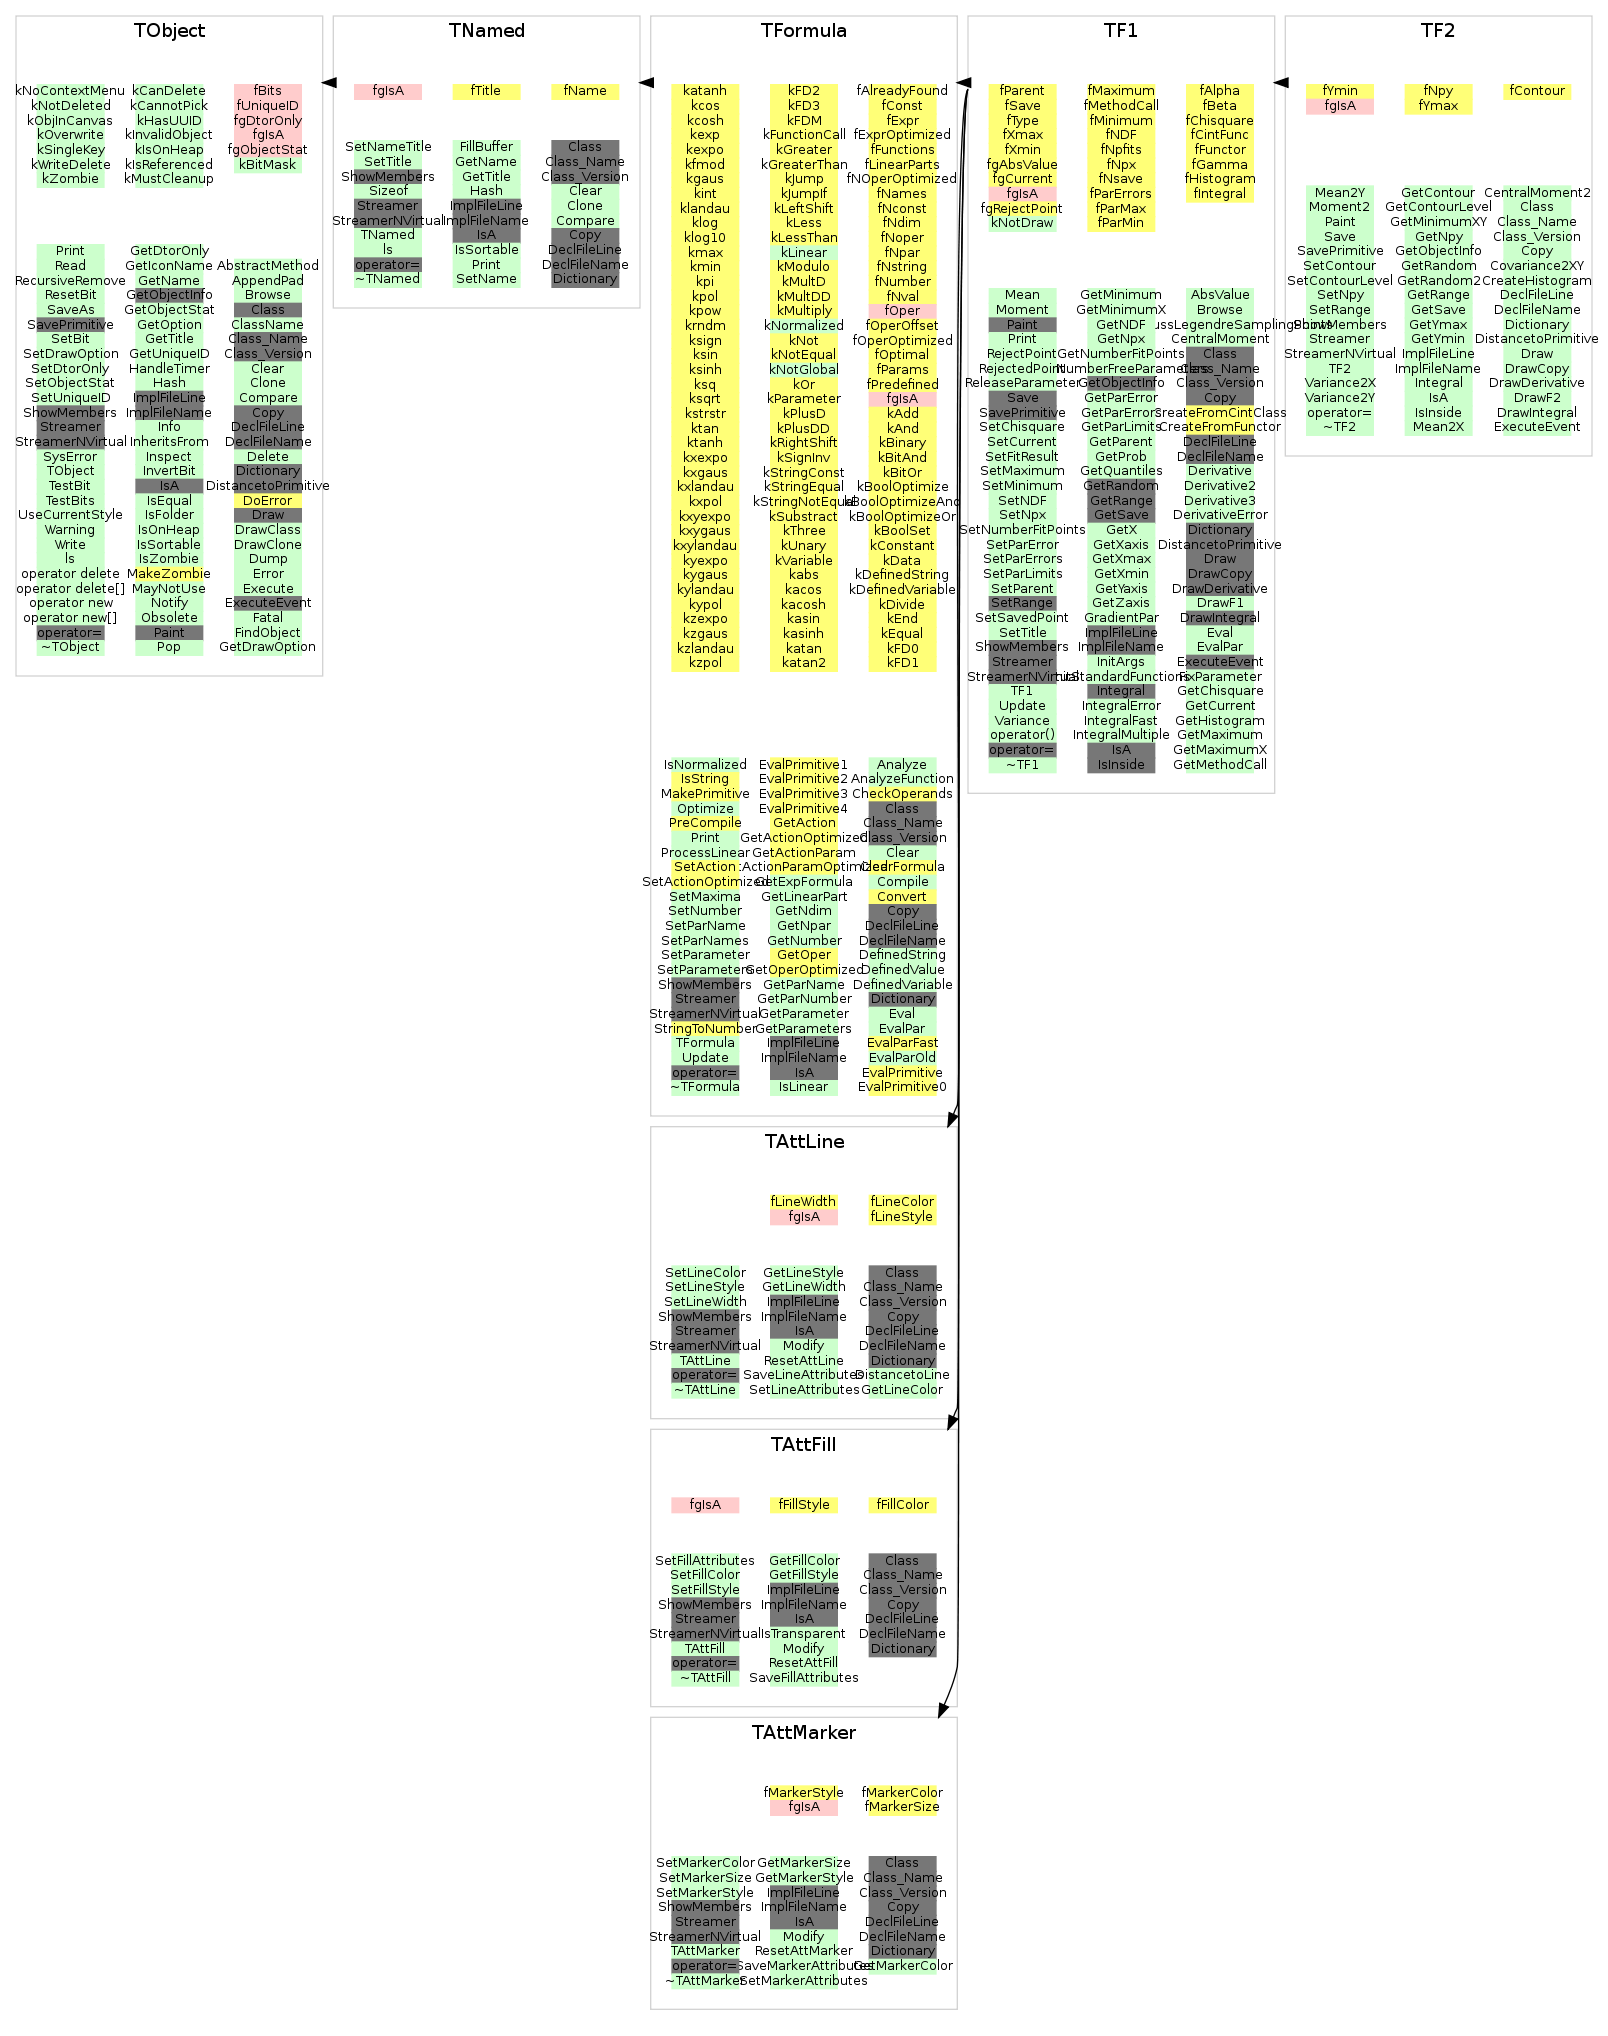 TObject
kNoContextMenu
kNotDeleted
kObjInCanvas
kOverwrite
kSingleKey
kWriteDelete
kZombie
kCanDelete
kCannotPick
kHasUUID
kInvalidObject
kIsOnHeap
kIsReferenced
kMustCleanup
fBits
fUniqueID
fgDtorOnly
fgIsA
fgObjectStat
kBitMask
Print
Read
RecursiveRemove
ResetBit
SaveAs
SavePrimitive
SetBit
SetDrawOption
SetDtorOnly
SetObjectStat
SetUniqueID
ShowMembers
Streamer
StreamerNVirtual
SysError
TObject
TestBit
TestBits
UseCurrentStyle
Warning
Write
ls
operator delete
operator delete[]
operator new
operator new[]
operator=
~TObject
GetDtorOnly
GetIconName
GetName
GetObjectInfo
GetObjectStat
GetOption
GetTitle
GetUniqueID
HandleTimer
Hash
ImplFileLine
ImplFileName
Info
InheritsFrom
Inspect
InvertBit
IsA
IsEqual
IsFolder
IsOnHeap
IsSortable
IsZombie
MakeZombie
MayNotUse
Notify
Obsolete
Paint
Pop
AbstractMethod
AppendPad
Browse
Class
ClassName
Class_Name
Class_Version
Clear
Clone
Compare
Copy
DeclFileLine
DeclFileName
Delete
Dictionary
DistancetoPrimitive
DoError
Draw
DrawClass
DrawClone
Dump
Error
Execute
ExecuteEvent
Fatal
FindObject
GetDrawOption
TNamed
fgIsA
fTitle
fName
SetNameTitle
SetTitle
ShowMembers
Sizeof
Streamer
StreamerNVirtual
TNamed
ls
operator=
~TNamed
FillBuffer
GetName
GetTitle
Hash
ImplFileLine
ImplFileName
IsA
IsSortable
Print
SetName
Class
Class_Name
Class_Version
Clear
Clone
Compare
Copy
DeclFileLine
DeclFileName
Dictionary
TFormula
katanh
kcos
kcosh
kexp
kexpo
kfmod
kgaus
kint
klandau
klog
klog10
kmax
kmin
kpi
kpol
kpow
krndm
ksign
ksin
ksinh
ksq
ksqrt
kstrstr
ktan
ktanh
kxexpo
kxgaus
kxlandau
kxpol
kxyexpo
kxygaus
kxylandau
kyexpo
kygaus
kylandau
kypol
kzexpo
kzgaus
kzlandau
kzpol
kFD2
kFD3
kFDM
kFunctionCall
kGreater
kGreaterThan
kJump
kJumpIf
kLeftShift
kLess
kLessThan
kLinear
kModulo
kMultD
kMultDD
kMultiply
kNormalized
kNot
kNotEqual
kNotGlobal
kOr
kParameter
kPlusD
kPlusDD
kRightShift
kSignInv
kStringConst
kStringEqual
kStringNotEqual
kSubstract
kThree
kUnary
kVariable
kabs
kacos
kacosh
kasin
kasinh
katan
katan2
fAlreadyFound
fConst
fExpr
fExprOptimized
fFunctions
fLinearParts
fNOperOptimized
fNames
fNconst
fNdim
fNoper
fNpar
fNstring
fNumber
fNval
fOper
fOperOffset
fOperOptimized
fOptimal
fParams
fPredefined
fgIsA
kAdd
kAnd
kBinary
kBitAnd
kBitOr
kBoolOptimize
kBoolOptimizeAnd
kBoolOptimizeOr
kBoolSet
kConstant
kData
kDefinedString
kDefinedVariable
kDivide
kEnd
kEqual
kFD0
kFD1
IsNormalized
IsString
MakePrimitive
Optimize
PreCompile
Print
ProcessLinear
SetAction
SetActionOptimized
SetMaxima
SetNumber
SetParName
SetParNames
SetParameter
SetParameters
ShowMembers
Streamer
StreamerNVirtual
StringToNumber
TFormula
Update
operator=
~TFormula
EvalPrimitive1
EvalPrimitive2
EvalPrimitive3
EvalPrimitive4
GetAction
GetActionOptimized
GetActionParam
:ActionParamOptimized
GetExpFormula
GetLinearPart
GetNdim
GetNpar
GetNumber
GetOper
GetOperOptimized
GetParName
GetParNumber
GetParameter
GetParameters
ImplFileLine
ImplFileName
IsA
IsLinear
Analyze
AnalyzeFunction
CheckOperands
Class
Class_Name
Class_Version
Clear
ClearFormula
Compile
Convert
Copy
DeclFileLine
DeclFileName
DefinedString
DefinedValue
DefinedVariable
Dictionary
Eval
EvalPar
EvalParFast
EvalParOld
EvalPrimitive
EvalPrimitive0
TF1
fParent
fSave
fType
fXmax
fXmin
fgAbsValue
fgCurrent
fgIsA
fgRejectPoint
kNotDraw
fMaximum
fMethodCall
fMinimum
fNDF
fNpfits
fNpx
fNsave
fParErrors
fParMax
fParMin
fAlpha
fBeta
fChisquare
fCintFunc
fFunctor
fGamma
fHistogram
fIntegral
Mean
Moment
Paint
Print
RejectPoint
RejectedPoint
ReleaseParameter
Save
SavePrimitive
SetChisquare
SetCurrent
SetFitResult
SetMaximum
SetMinimum
SetNDF
SetNpx
SetNumberFitPoints
SetParError
SetParErrors
SetParLimits
SetParent
SetRange
SetSavedPoint
SetTitle
ShowMembers
Streamer
StreamerNVirtual
TF1
Update
Variance
operator()
operator=
~TF1
GetMinimum
GetMinimumX
GetNDF
GetNpx
GetNumberFitPoints
NumberFreeParameters
GetObjectInfo
GetParError
GetParErrors
GetParLimits
GetParent
GetProb
GetQuantiles
GetRandom
GetRange
GetSave
GetX
GetXaxis
GetXmax
GetXmin
GetYaxis
GetZaxis
GradientPar
ImplFileLine
ImplFileName
InitArgs
StandardFunctions
Integral
IntegralError
IntegralFast
IntegralMultiple
IsA
IsInside
AbsValue
Browse
ussLegendreSamplingPoints
CentralMoment
Class
Class_Name
Class_Version
Copy
CreateFromCintClass
CreateFromFunctor
DeclFileLine
DeclFileName
Derivative
Derivative2
Derivative3
DerivativeError
Dictionary
DistancetoPrimitive
Draw
DrawCopy
DrawDerivative
DrawF1
DrawIntegral
Eval
EvalPar
ExecuteEvent
FixParameter
GetChisquare
GetCurrent
GetHistogram
GetMaximum
GetMaximumX
GetMethodCall
TF2
fYmin
fgIsA
fNpy
fYmax
fContour
Mean2Y
Moment2
Paint
Save
SavePrimitive
SetContour
SetContourLevel
SetNpy
SetRange
ShowMembers
Streamer
StreamerNVirtual
TF2
Variance2X
Variance2Y
operator=
~TF2
GetContour
GetContourLevel
GetMinimumXY
GetNpy
GetObjectInfo
GetRandom
GetRandom2
GetRange
GetSave
GetYmax
GetYmin
ImplFileLine
ImplFileName
Integral
IsA
IsInside
Mean2X
CentralMoment2
Class
Class_Name
Class_Version
Copy
Covariance2XY
CreateHistogram
DeclFileLine
DeclFileName
Dictionary
DistancetoPrimitive
Draw
DrawCopy
DrawDerivative
DrawF2
DrawIntegral
ExecuteEvent
TAttLine
fLineWidth
fgIsA
fLineColor
fLineStyle
SetLineColor
SetLineStyle
SetLineWidth
ShowMembers
Streamer
StreamerNVirtual
TAttLine
operator=
~TAttLine
GetLineStyle
GetLineWidth
ImplFileLine
ImplFileName
IsA
Modify
ResetAttLine
SaveLineAttributes
SetLineAttributes
Class
Class_Name
Class_Version
Copy
DeclFileLine
DeclFileName
Dictionary
DistancetoLine
GetLineColor
TAttFill
fgIsA
fFillStyle
fFillColor
SetFillAttributes
SetFillColor
SetFillStyle
ShowMembers
Streamer
StreamerNVirtual
TAttFill
operator=
~TAttFill
GetFillColor
GetFillStyle
ImplFileLine
ImplFileName
IsA
IsTransparent
Modify
ResetAttFill
SaveFillAttributes
Class
Class_Name
Class_Version
Copy
DeclFileLine
DeclFileName
Dictionary
TAttMarker
fMarkerStyle
fgIsA
fMarkerColor
fMarkerSize
SetMarkerColor
SetMarkerSize
SetMarkerStyle
ShowMembers
Streamer
StreamerNVirtual
TAttMarker
operator=
~TAttMarker
GetMarkerSize
GetMarkerStyle
ImplFileLine
ImplFileName
IsA
Modify
ResetAttMarker
SaveMarkerAttributes
SetMarkerAttributes
Class
Class_Name
Class_Version
Copy
DeclFileLine
DeclFileName
Dictionary
GetMarkerColor